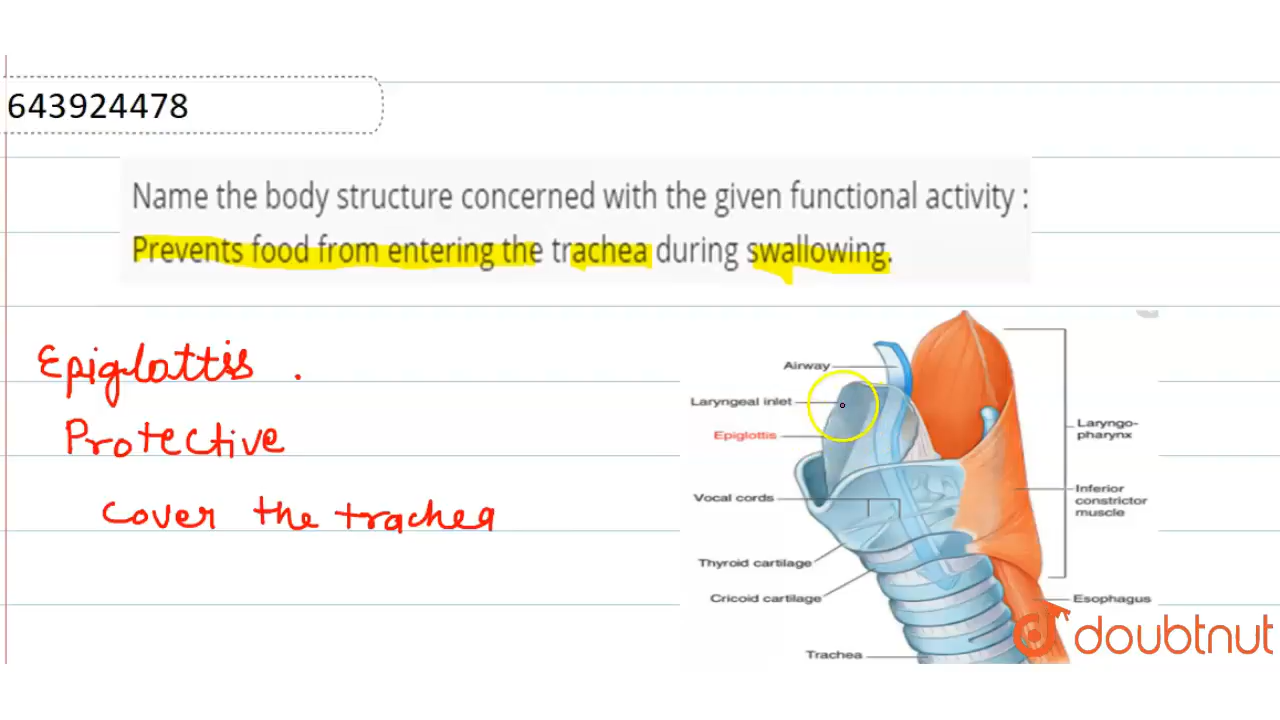 643924478
Name the body structure concerned with the given functional activity :
Prevents food from entering the trachea during swallowing.
Epiglottis .
Protective
cover the trachea
Airway
Laryngeal inlet
Epiglottis
Vocal cords
Thyroid cartilage
Cricoid cartilage
Trachea
Laryngo-
pharynx
Inferior
constrictor
muscle
Esophagus
doubtnut